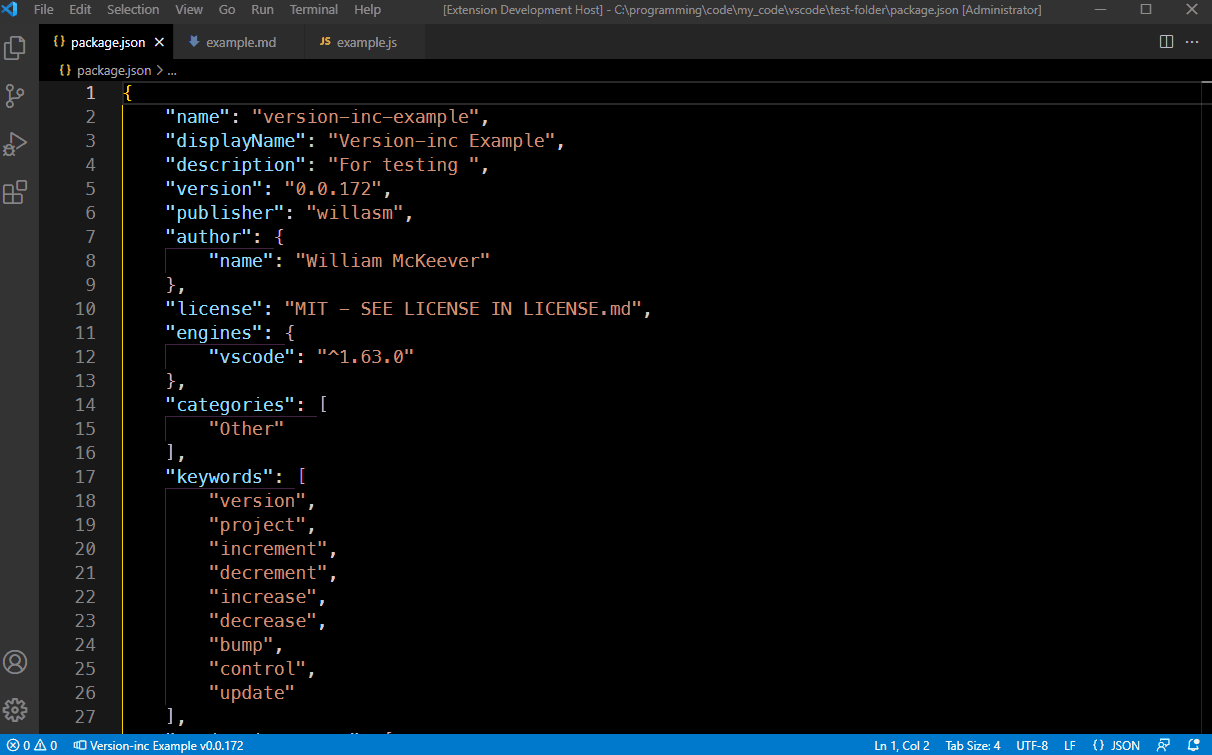 File Edit Selection View Go Run Terminal Help [Extension Development Host] - C:\programming\code\my_code\vscode\test-folder\package.json [Administrator]
{} package.json × example.md JS example.js ...
{} package.json > ...
1 {
2 "name": "version-inc-example",
3 "displayName": "Version-inc Example",
4 "description": "For testing ",
5 "version": "0.0.172",
6 "publisher": "willasm",
7 "author": {
8 "name": "William McKeever"
9 },
10 "license": "MIT - SEE LICENSE IN LICENSE.md",
11 "engines": {
12 "vscode": "^1.63.0"
13 },
14 "categories": [
15 "Other"
16 ],
17 "keywords": [
18 "version",
19 "project",
20 "increment",
21 "decrement",
22 "increase",
23 "decrease",
24 "bump",
25 "control",
26 "update"
27 ],
0 0 Version-inc Example v0.0.172 Ln 1, Col 2 Tab Size: 4 UTF-8 LF {} JSON